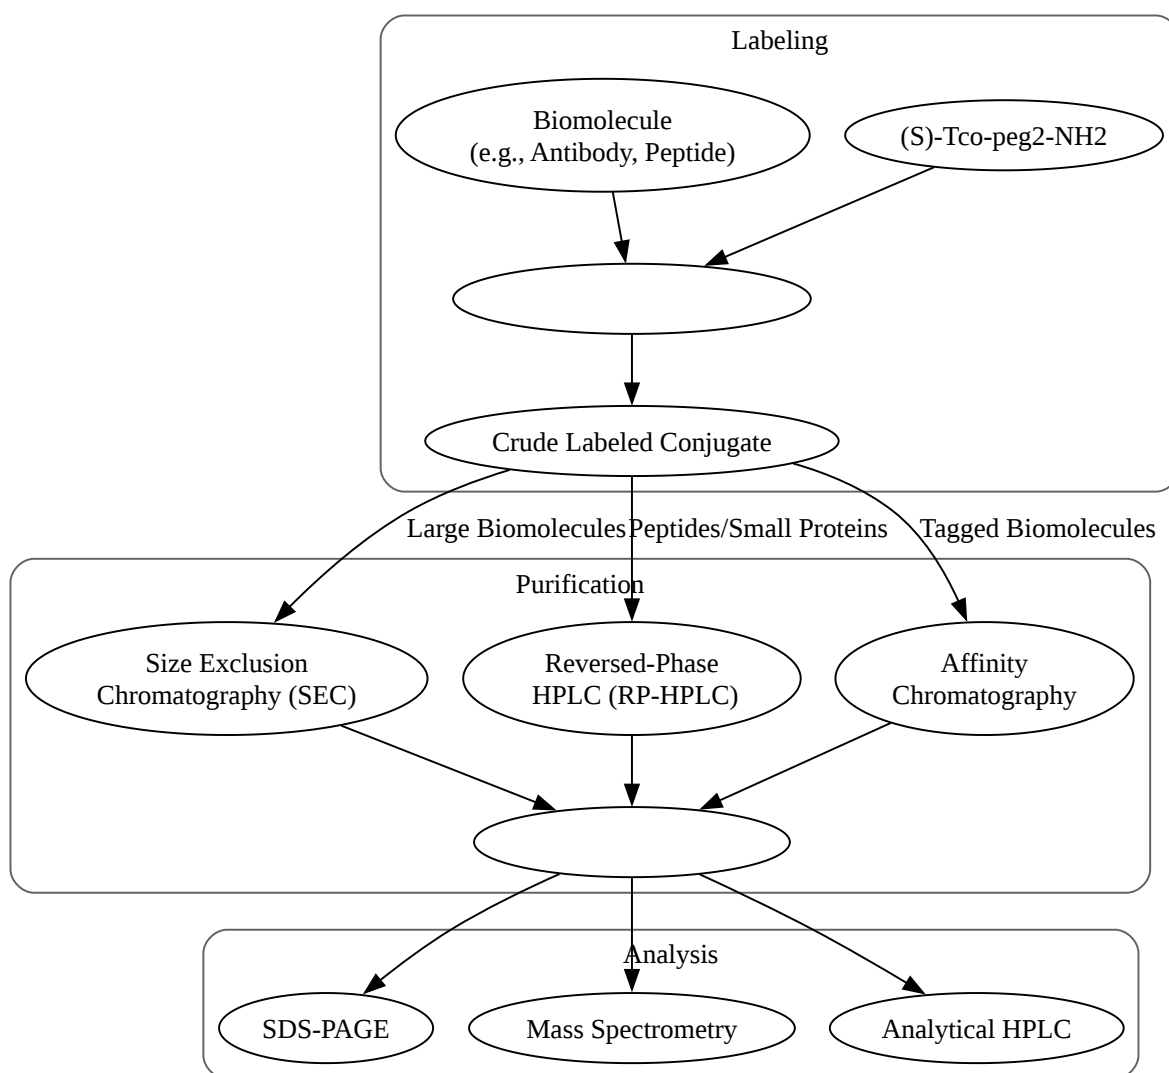 Labeling
Biomolecule
(e.g., Antibody, Peptide)
(S)-Tco-peg2-NH2
Crude Labeled Conjugate
Large Biomolecules
Peptides/Small Proteins
Tagged Biomolecules
Purification
Size Exclusion
Chromatography (SEC)
Reversed-Phase
HPLC (RP-HPLC)
Affinity
Chromatography
Analysis
SDS-PAGE
Mass Spectrometry
Analytical HPLC